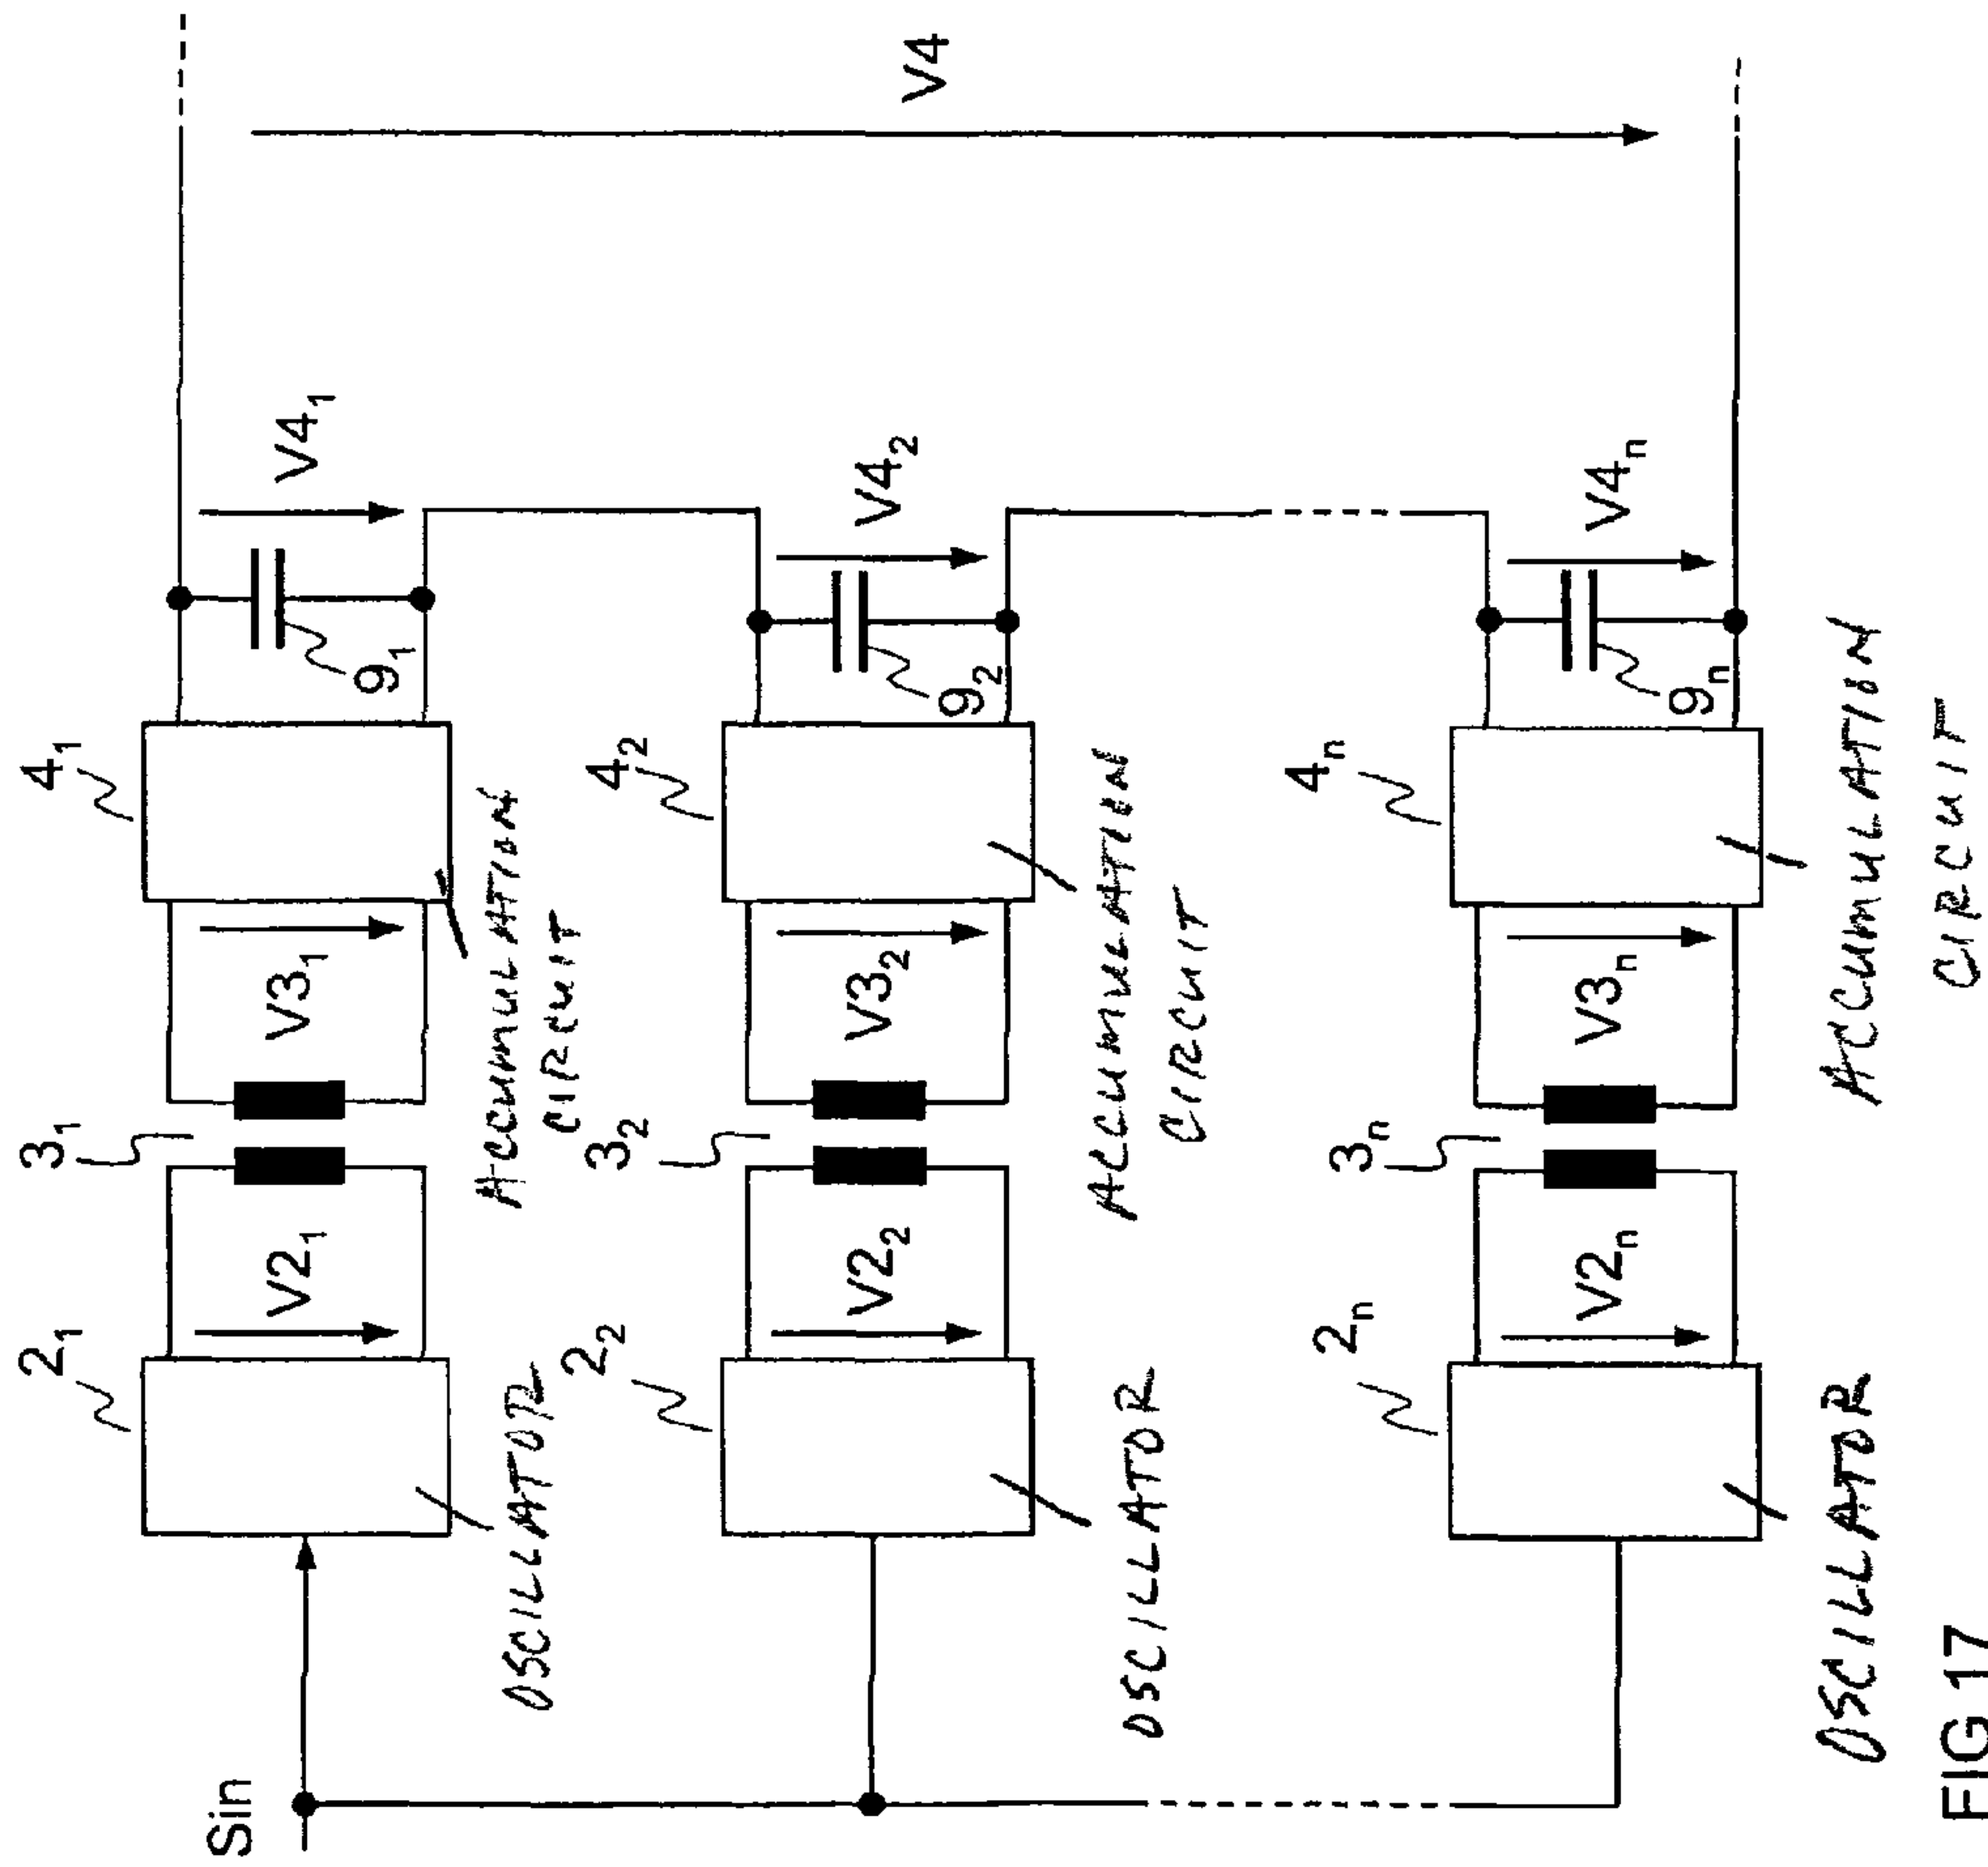 Sin
2₁
V2₁
3₁
V3₁
4₁
9₁
V4₁
V4
OSCILLATOR
ACCUMULATION
CIRCUIT
2₂
V2₂
3₂
V3₂
4₂
9₂
V4₂
OSCILLATOR
ACCUMULATION
CIRCUIT
2ₙ
V2ₙ
3ₙ
V3ₙ
4ₙ
9ₙ
V4ₙ
OSCILLATOR
ACCUMULATION
CIRCUIT
FIG 17